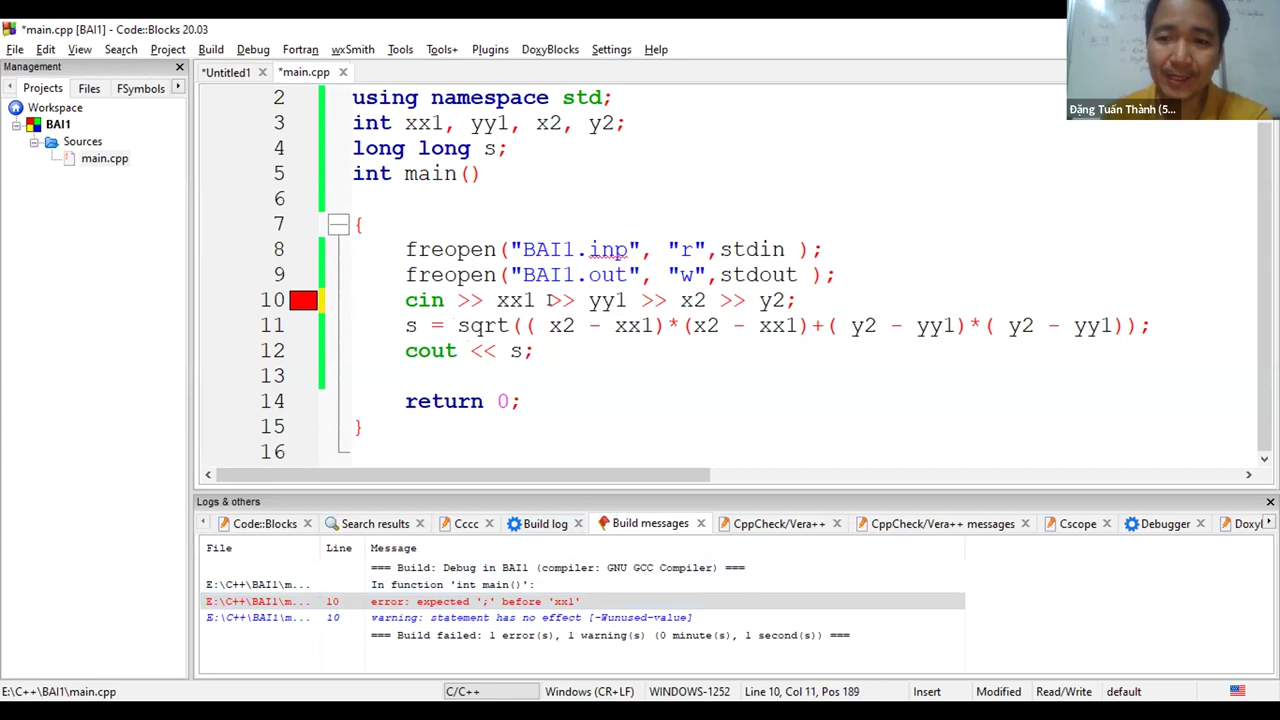 *main.cpp [BAI1] - Code::Blocks 20.03
File Edit View Search Project Build Debug Fortran wxSmith Tools Tools+ Plugins DoxyBlocks Settings Help
Management
*Untitled1
*main.cpp
Projects Files FSymbols
Workspace
BAI1
Sources
main.cpp
2 using namespace std;
3 int xx1, yy1, x2, y2;
4 long long s;
5 int main()
6
7 {
8 freopen("BAI1.inp", "r",stdin );
9 freopen("BAI1.out", "w",stdout );
10 cin >> xx1 >> yy1 >> x2 >> y2;
11 s = sqrt(( x2 - xx1)*(x2 - xx1)+( y2 - yy1)*( y2 - yy1));
12 cout << s;
13
14 return 0;
15 }
16
Đặng Tuấn Thành (5...
Logs & others
Code::Blocks Search results Cccc Build log Build messages CppCheck/Vera++ CppCheck/Vera++ messages Cscope Debugger
File Line Message
=== Build: Debug in BAI1 (compiler: GNU GCC Compiler) ===
E:\C++\BAI1\m... In function 'int main()':
E:\C++\BAI1\m... 10 error: expected ';' before 'xx1'
E:\C++\BAI1\m... 10 warning: statement has no effect [-Wunused-value]
=== Build failed: 1 error(s), 1 warning(s) (0 minute(s), 1 second(s)) ===
E:\C++\BAI1\main.cpp C/C++ Windows (CR+LF) WINDOWS-1252 Line 10, Col 11, Pos 189 Insert Modified Read/Write default